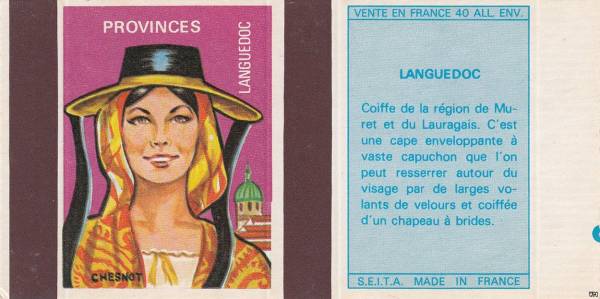 PROVINCES
LANGUEDOC
CHESNOT
VENTE EN FRANCE 40 ALL. ENV.
LANGUEDOC
Coiffe de la région de Mu-
ret et du Lauragais. C'est
une cape enveloppante à
vaste capuchon que l'on
peut resserrer autour du
visage par de larges vo-
lants de velours et coiffée
d'un chapeau à brides.
S.E.I.T.A. MADE IN FRANCE